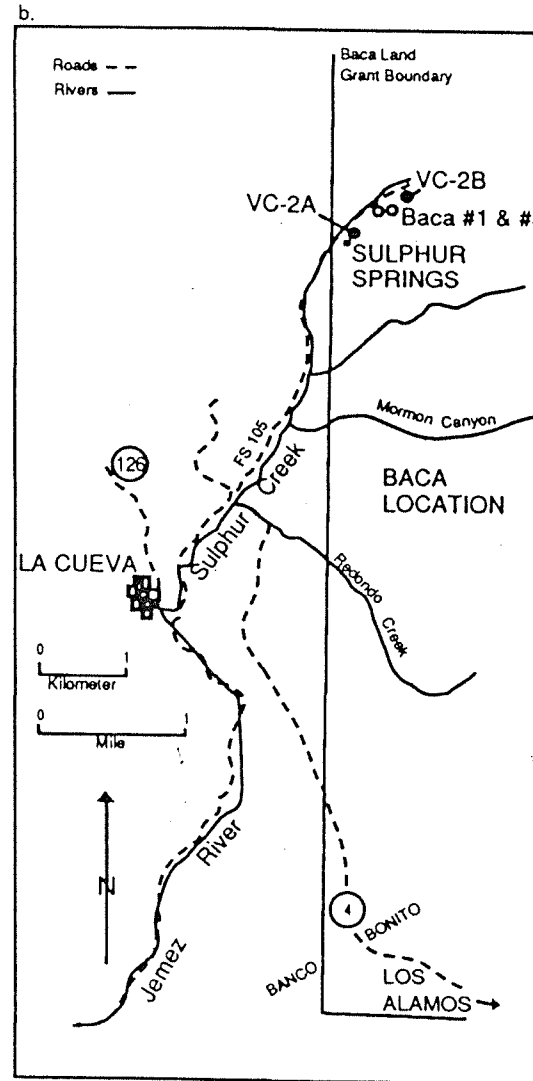 b.
Roads
Rivers
Baca Land
Grant Boundary
VC-2B
VC-2A
Baca #1 & #
SULPHUR
SPRINGS
Mormon Canyon
FS 105
126
BACA
LOCATION
Sulphur Creek
LA CUEVA
Redondo
Creek
0 1
Kilometer
0 1
Mile
N
River
Jemez
4
BONITO
BANCO
LOS
ALAMOS